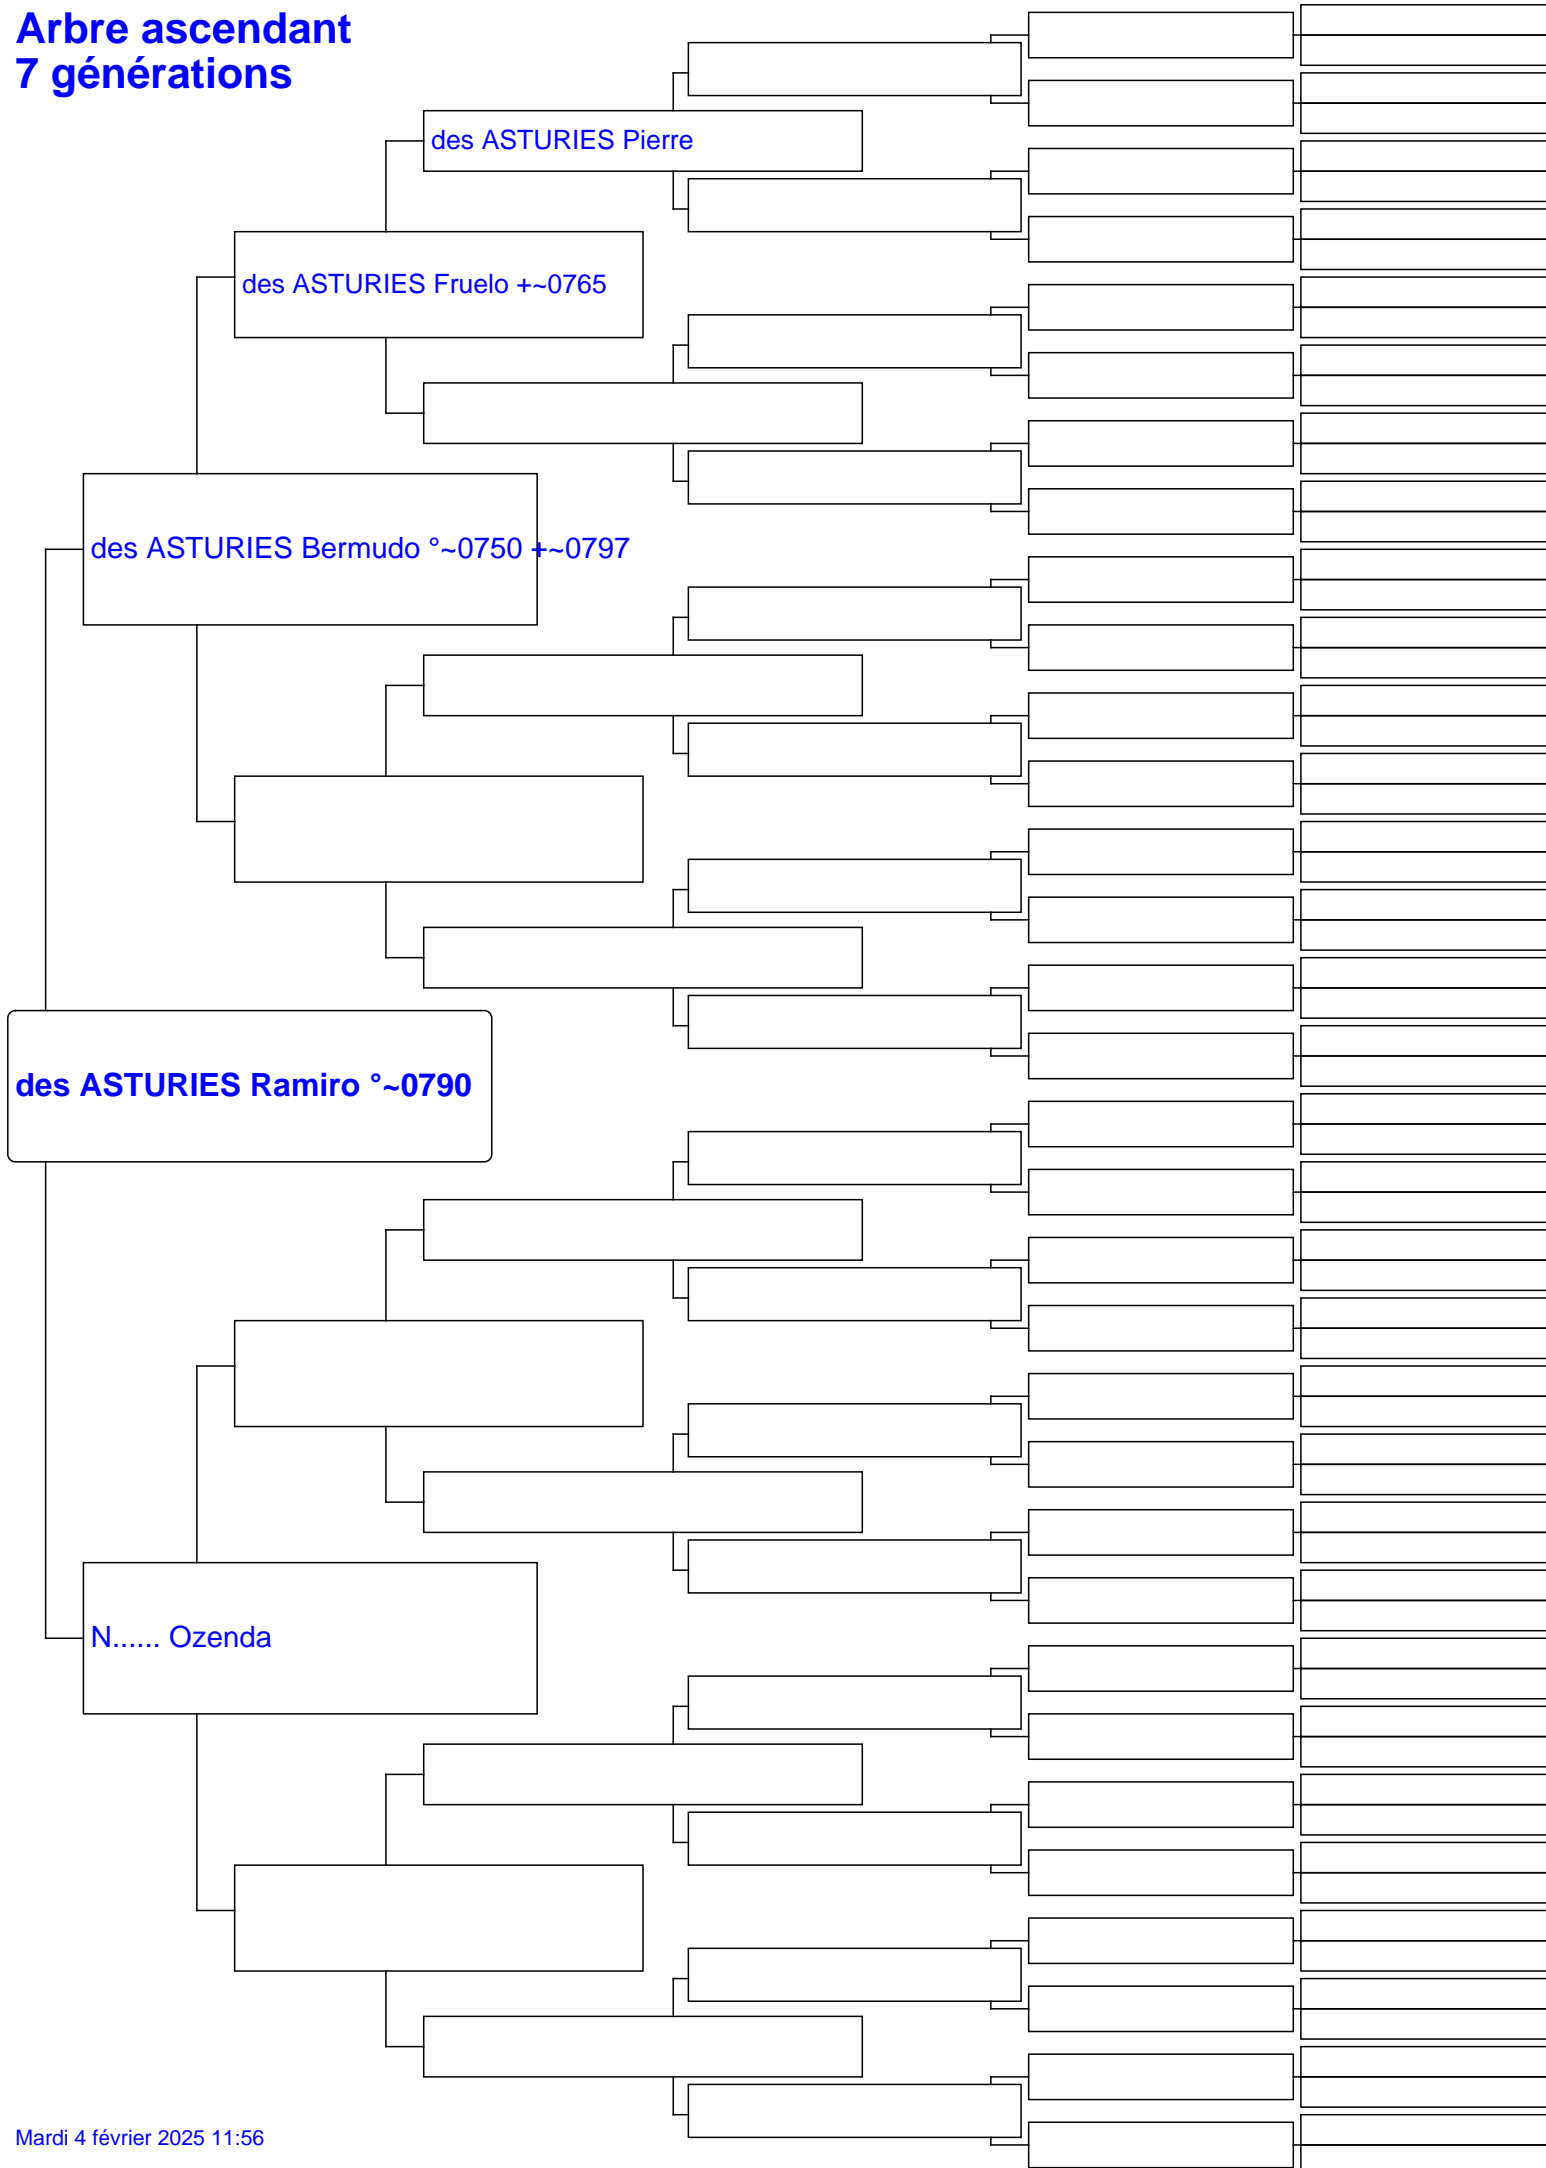 Arbre ascendant
7 générations
des ASTURIES Pierre
des ASTURIES Fruelo +~0765
des ASTURIES Bermudo °~0750 +~0797
des ASTURIES Ramiro °~0790
N...... Ozenda
Mardi 4 février 2025 11:56